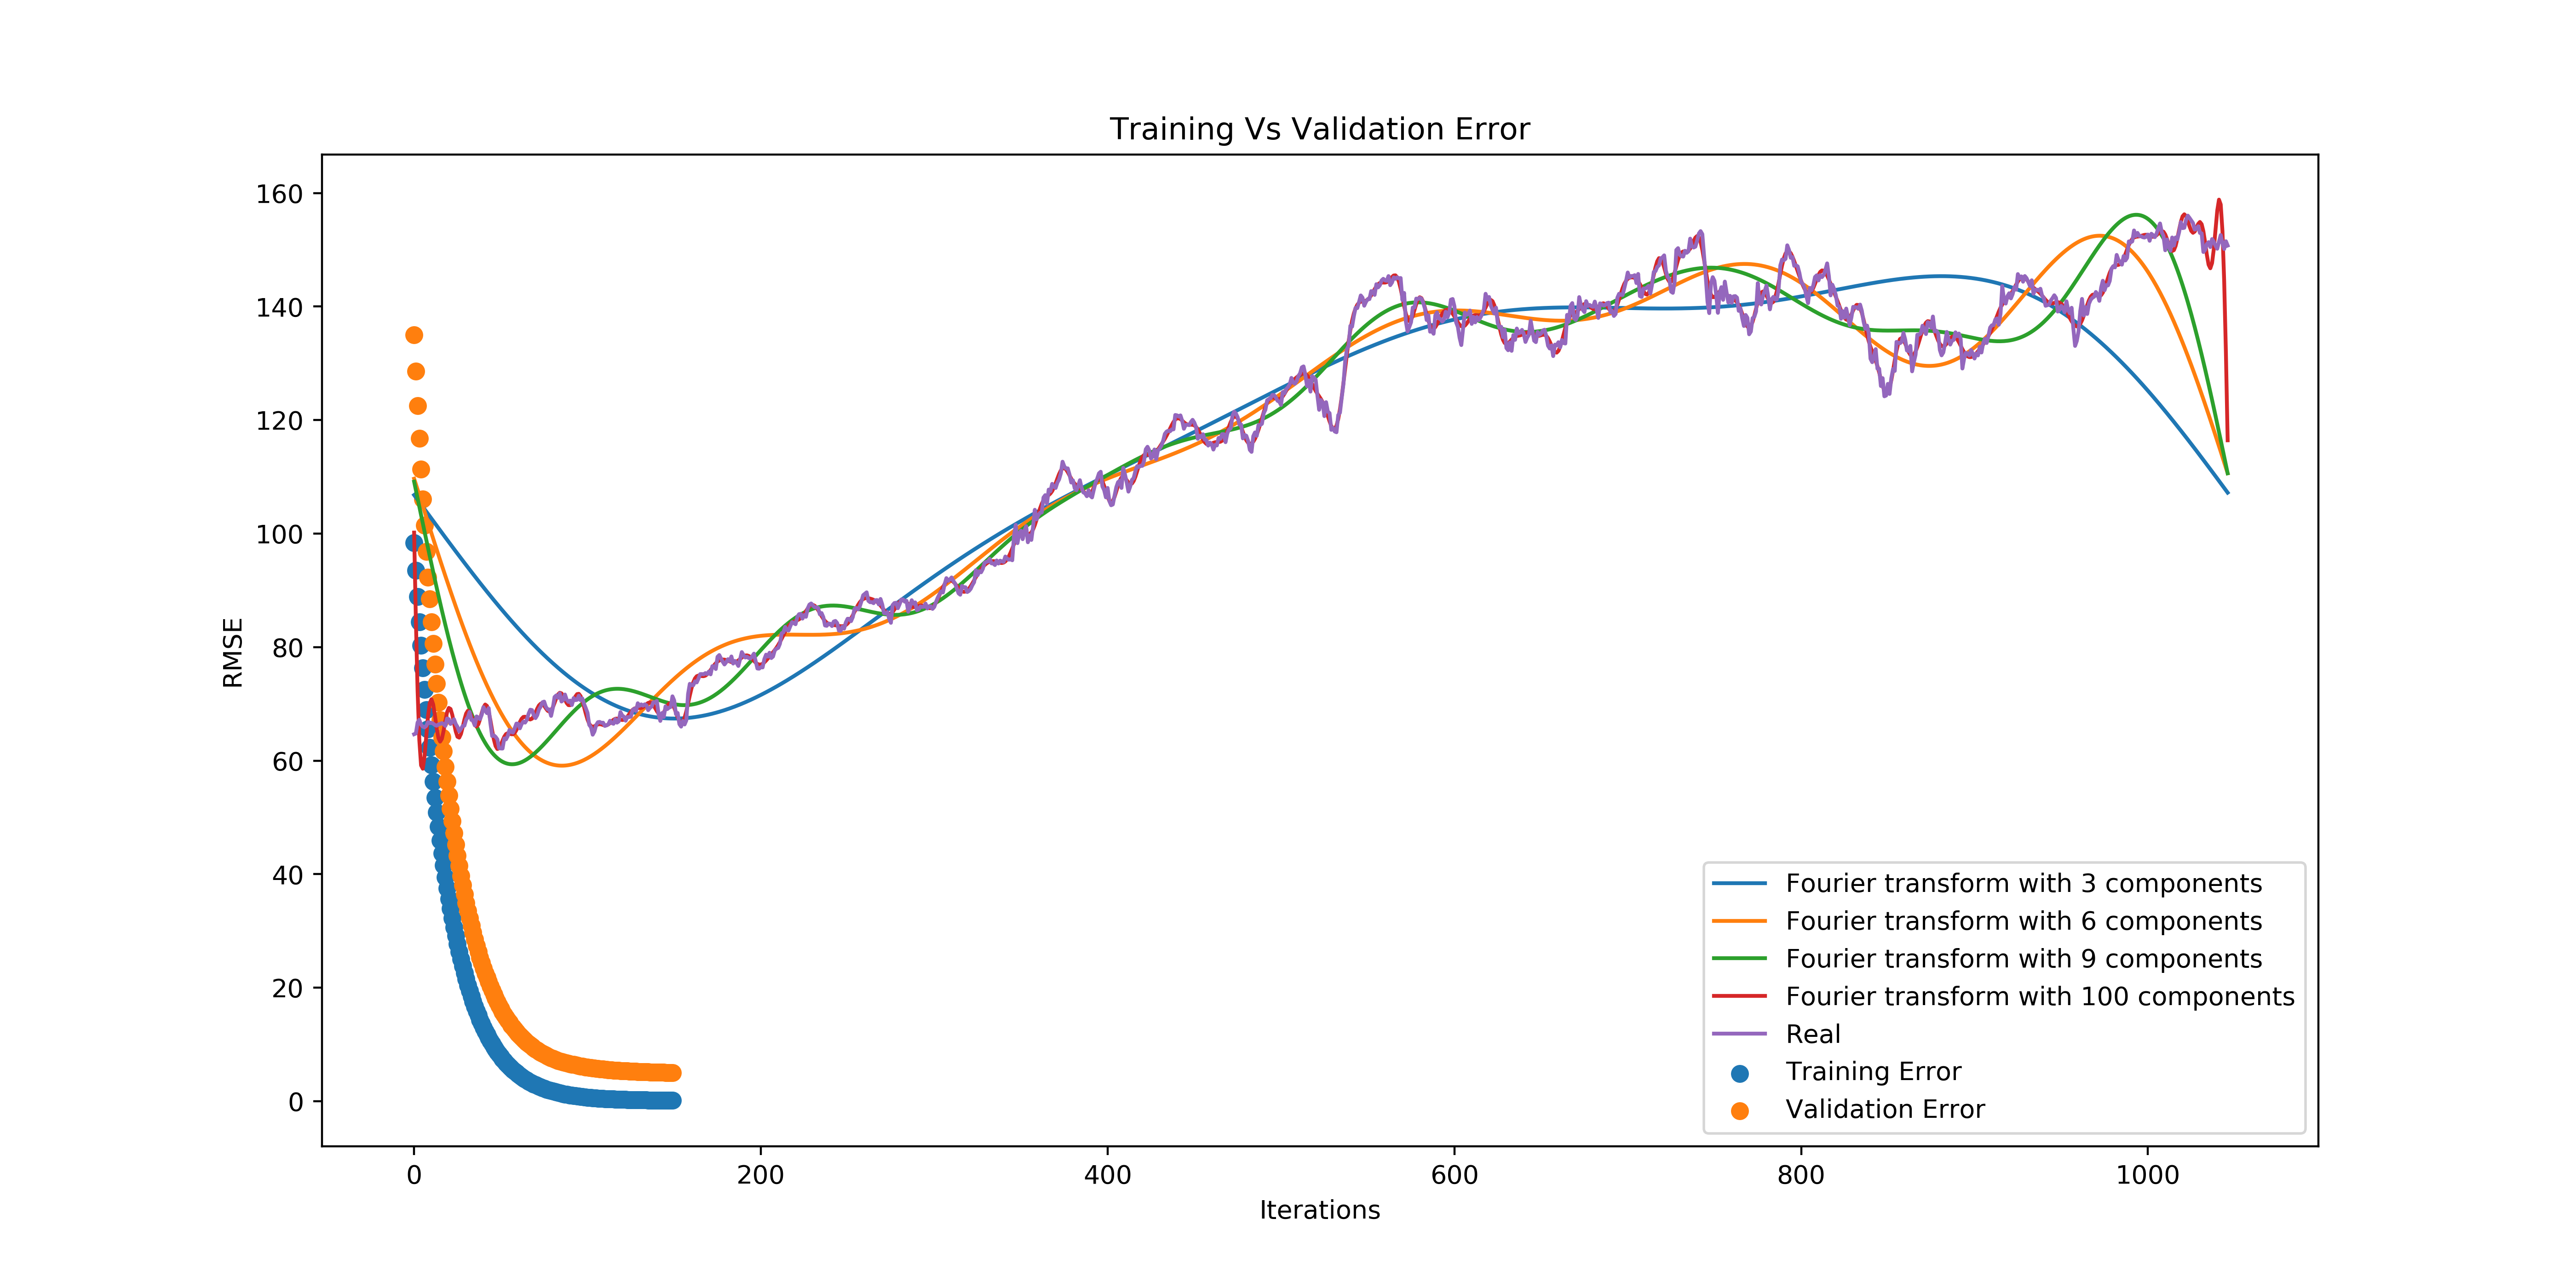 Training Vs Validation Error
160
140
120
100
80
60
40
20
0
RMSE
0 200 400 600 800 1000
Iterations
Fourier transform with 3 components
Fourier transform with 6 components
Fourier transform with 9 components
Fourier transform with 100 components
Real
Training Error
Validation Error